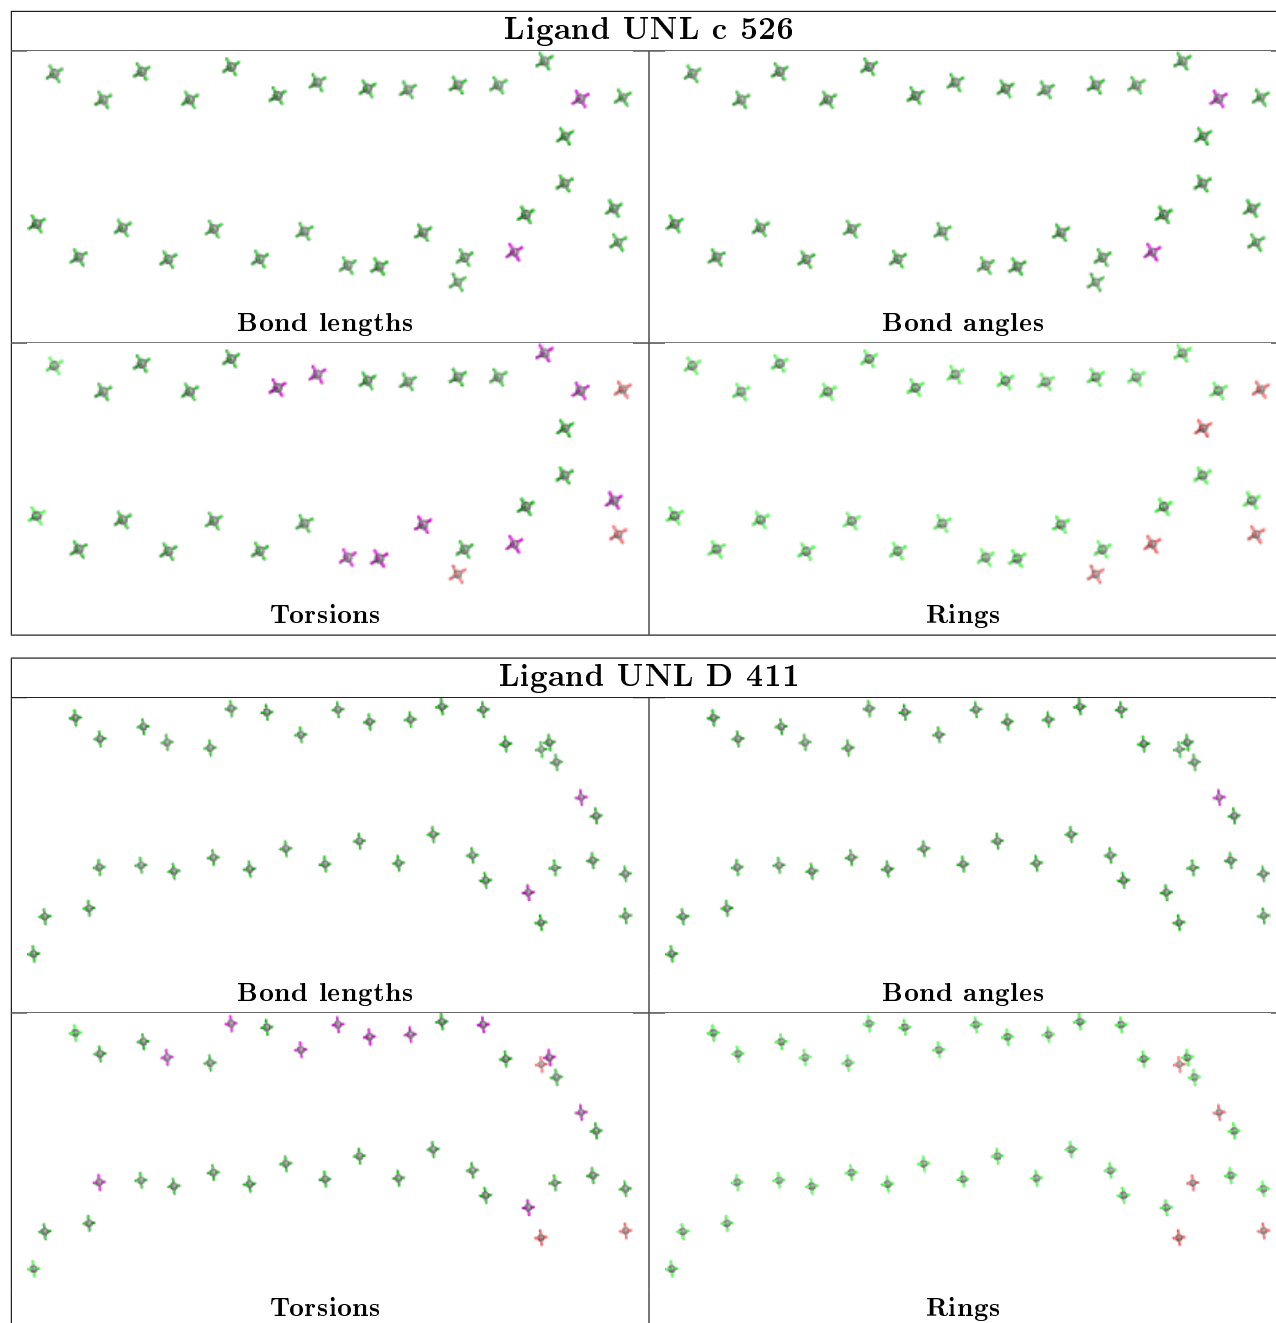 Ligand UNL c 526
Bond lengths
Bond angles
Torsions
Rings
Ligand UNL D 411
Bond lengths
Bond angles
Torsions
Rings